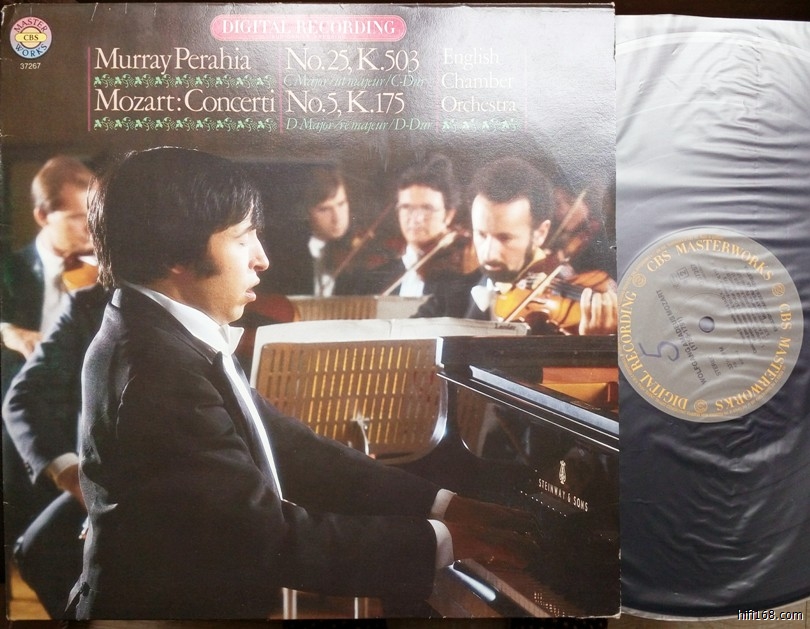 DIGITAL RECORDING
MASTER
CBS
WORKS
37267
Murray Perahia
Mozart: Concerti
No. 25, K.503
C Major/ut majeur/C-Dur
No. 5, K.175
D Major/ré majeur/D-Dur
English
Chamber
Orchestra
STEINWAY & SONS
CBS MASTERWORKS
CBS MASTERWORKS
DIGITAL RECORDING
5
hifi168.com